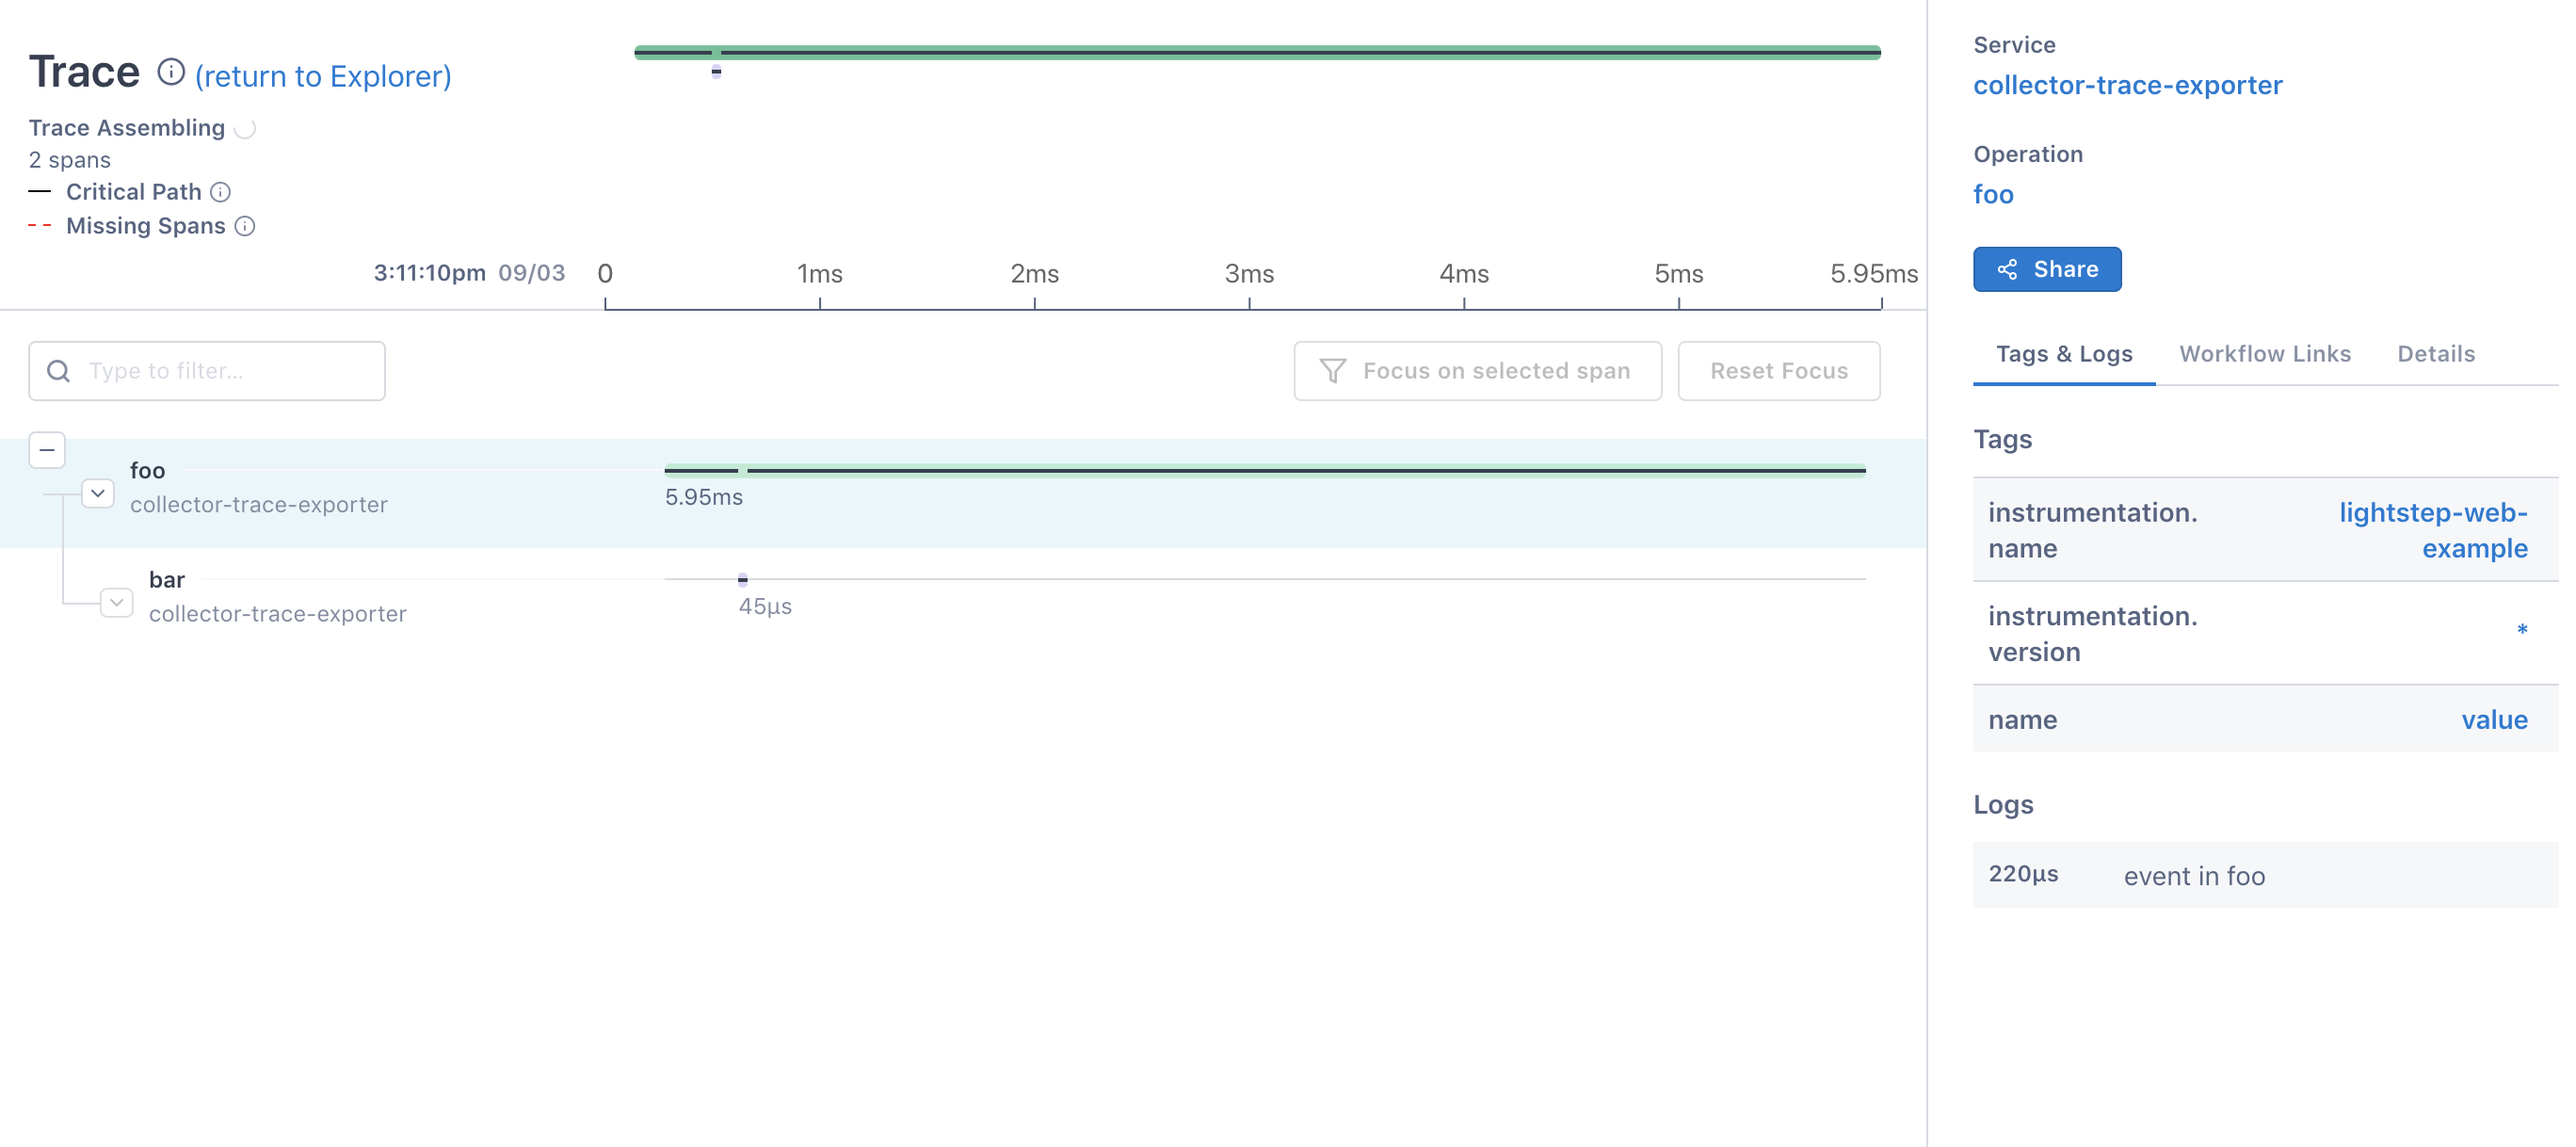 Trace (return to Explorer)
Trace Assembling
2 spans
Critical Path
Missing Spans
3:11:10pm 09/03 0 1ms 2ms 3ms 4ms 5ms 5.95ms
Type to filter...
Focus on selected span
Reset Focus
foo
collector-trace-exporter
5.95ms
bar
collector-trace-exporter
45µs
Service
collector-trace-exporter
Operation
foo
Share
Tags & Logs Workflow Links Details
Tags
instrumentation.
name
lightstep-web-
example
instrumentation.
version
*
name value
Logs
220µs event in foo